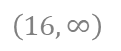 (16, ∞)